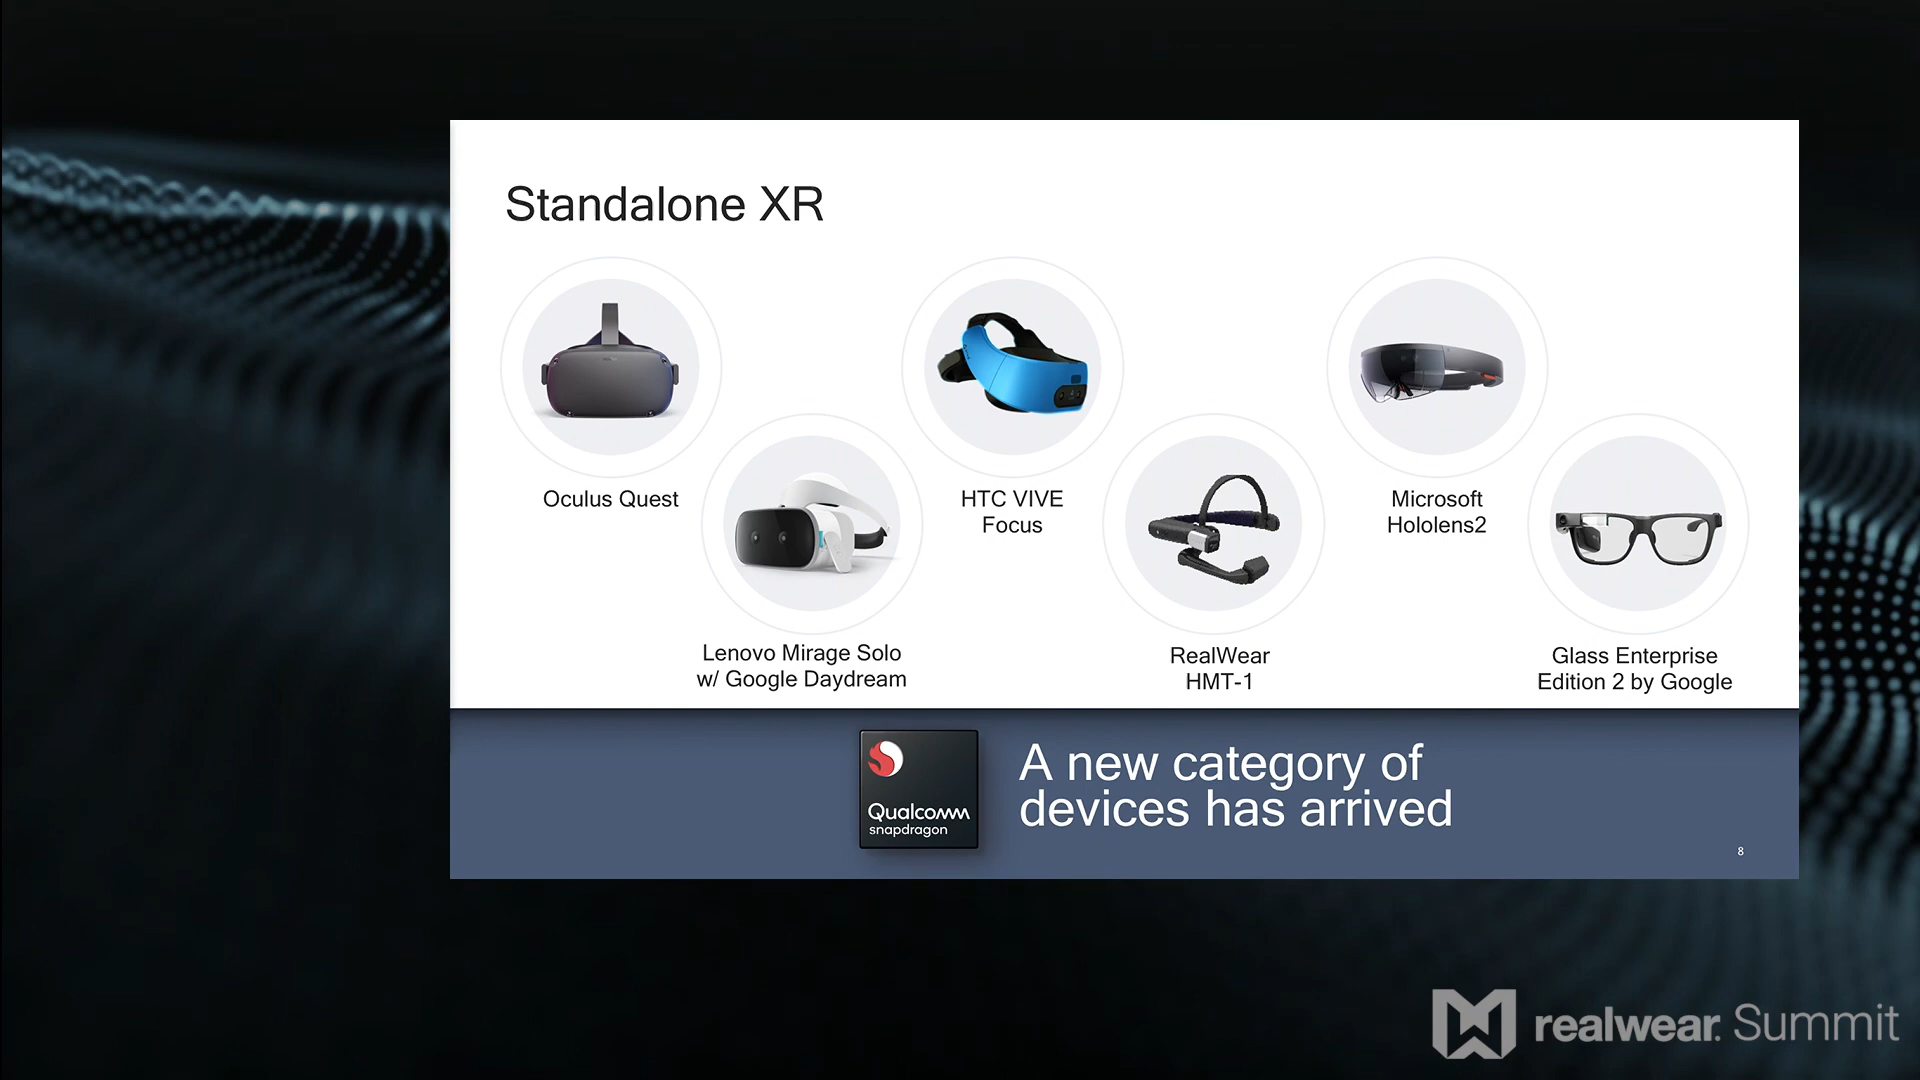 Standalone XR
Oculus Quest
HTC VIVE
Focus
Microsoft
Hololens2
Lenovo Mirage Solo
w/ Google Daydream
RealWear
HMT-1
Glass Enterprise
Edition 2 by Google
Qualcomm
snapdragon
A new category of
devices has arrived
8
realwear. Summit